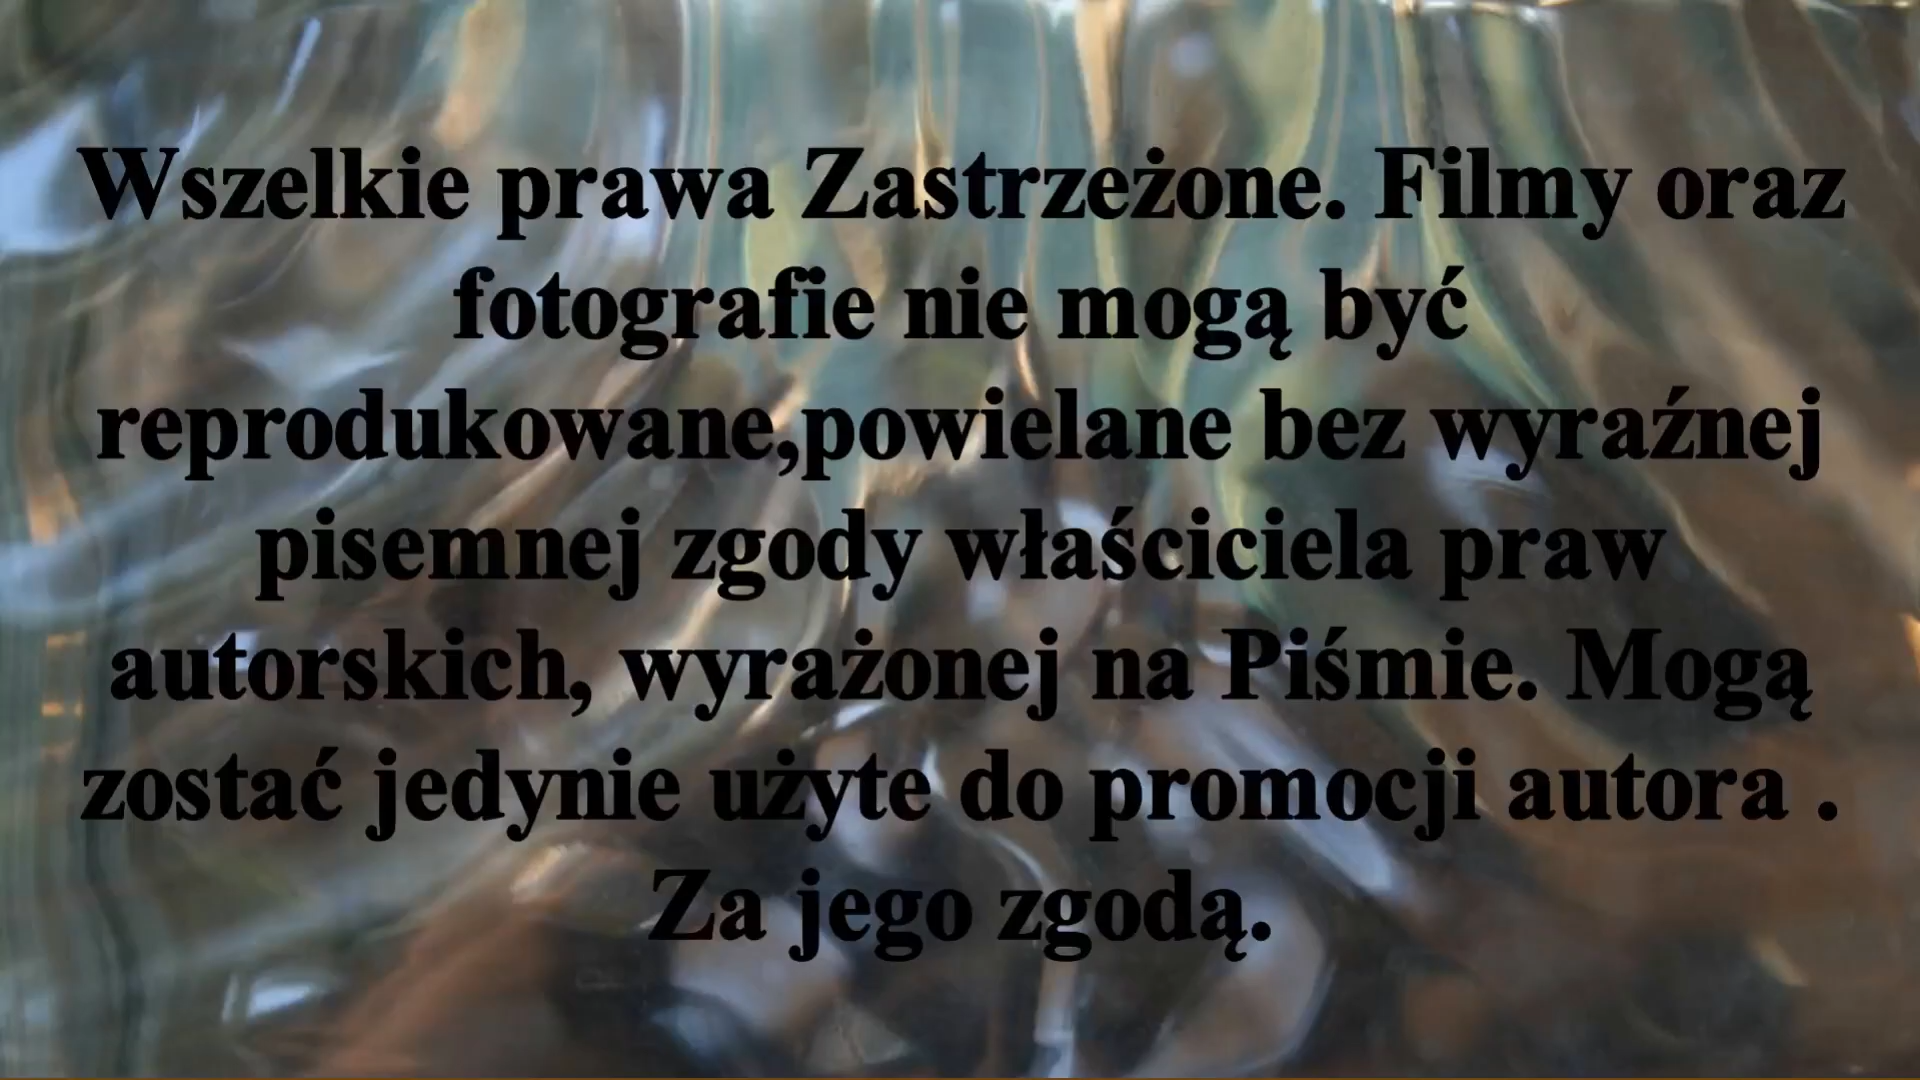 Wszelkie prawa Zastrzeżone. Filmy oraz
fotografie nie mogą być
reprodukowane,powielane bez wyraźnej
pisemnej zgody właściciela praw
autorskich, wyrażonej na Piśmie. Mogą
zostać jedynie użyte do promocji autora .
Za jego zgodą.